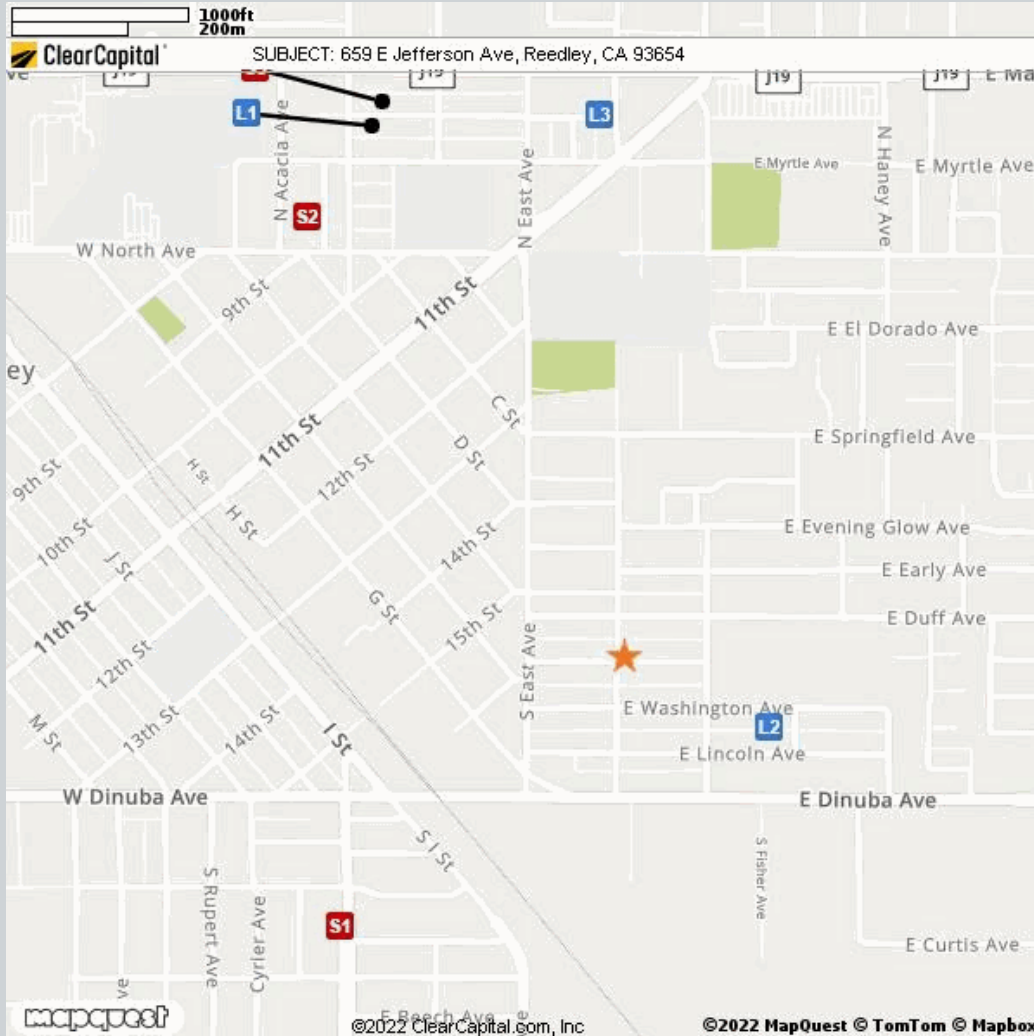 1000ft
200m
ClearCapital
SUBJECT: 659 E Jefferson Ave, Reedley, CA 93654
J19
J19
J19
J19
E Ma
L1
N Acacia Ave
L3
E Myrtle Ave
E Myrtle Ave
N Haney Ave
N East Ave
S2
W North Ave
9th St
11th St
E El Dorado Ave
ey
C St
11th St
D St
E Springfield Ave
9th St
H St
12th St
H St
10th St
14th St
E Evening Glow Ave
J St
E Early Ave
G St
11th St
15th St
E Duff Ave
12th St
S East Ave
E Washington Ave
M St
13th St
14th St
I St
L2
E Lincoln Ave
W Dinuba Ave
E Dinuba Ave
S I St
S Fisher Ave
S Rupert Ave
Cyrler Ave
S1
E Curtis Ave
ve
E Beech Ave
e
mapquest
©2022 ClearCapital.com, Inc
©2022 MapQuest © TomTom © Mapbox